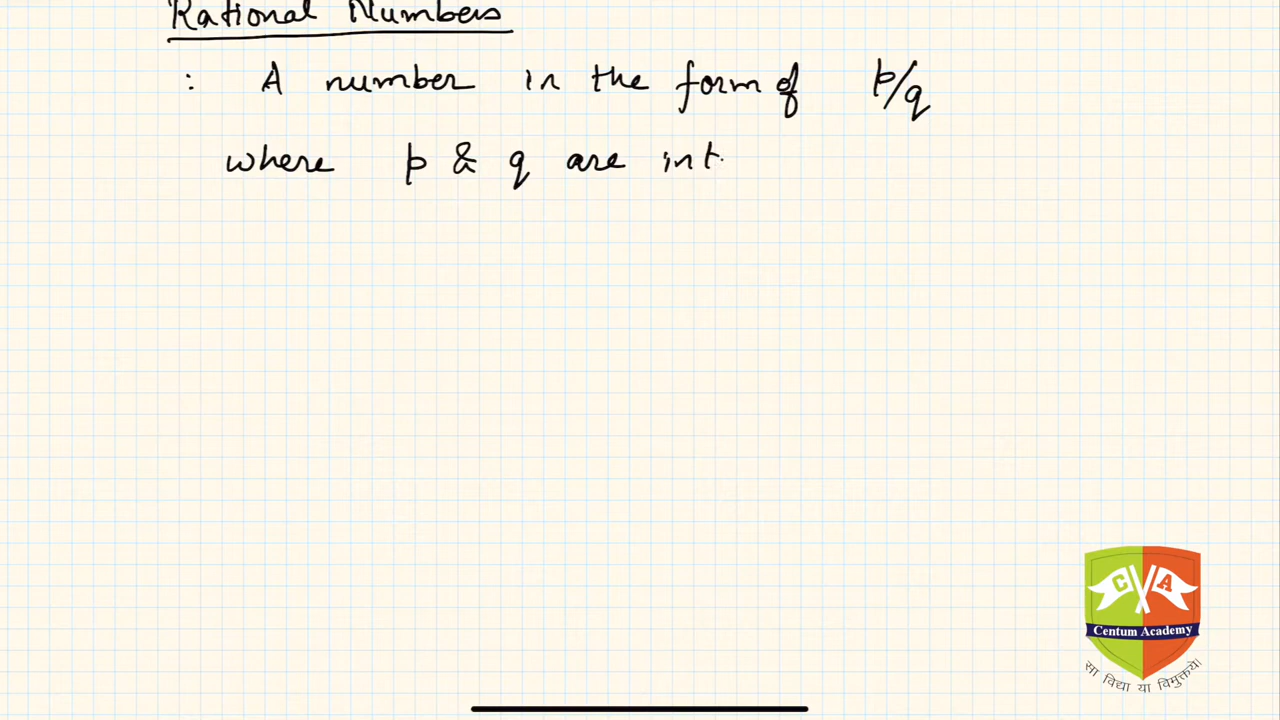 Rational Numbers
: A number in the form of p/q
where p & q are int
C A
Centum Academy
सा विद्या या विमुक्तये।